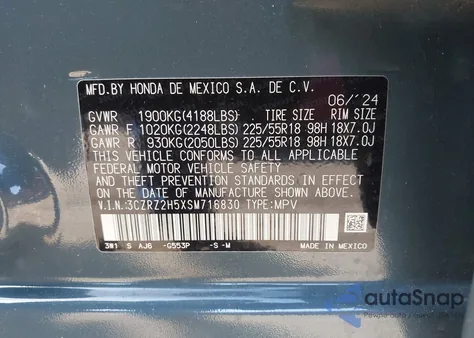 MFD.BY HONDA DE MEXICO S.A. DE C.V.
06/´24
GVWR 1900KG(4188LBS) TIRE SIZE RIM SIZE
GAWR F 1020KG(2248LBS) 225/55R18 98H 18X7.0J
GAWR R 930KG(2050LBS) 225/55R18 98H 18X7.0J
THIS VEHICLE CONFORMS TO ALL APPLICABLE
FEDERAL MOTOR VEHICLE SAFETY,
AND THEFT PREVENTION STANDARDS IN EFFECT
ON THE DATE OF MANUFACTURE SHOWN ABOVE.
V.I.N:3CZRZ2H5XSM716830 TYPE:MPV
3W1 S AJ6 -G553P -S -M
MADE IN MEXICO
autaSnap